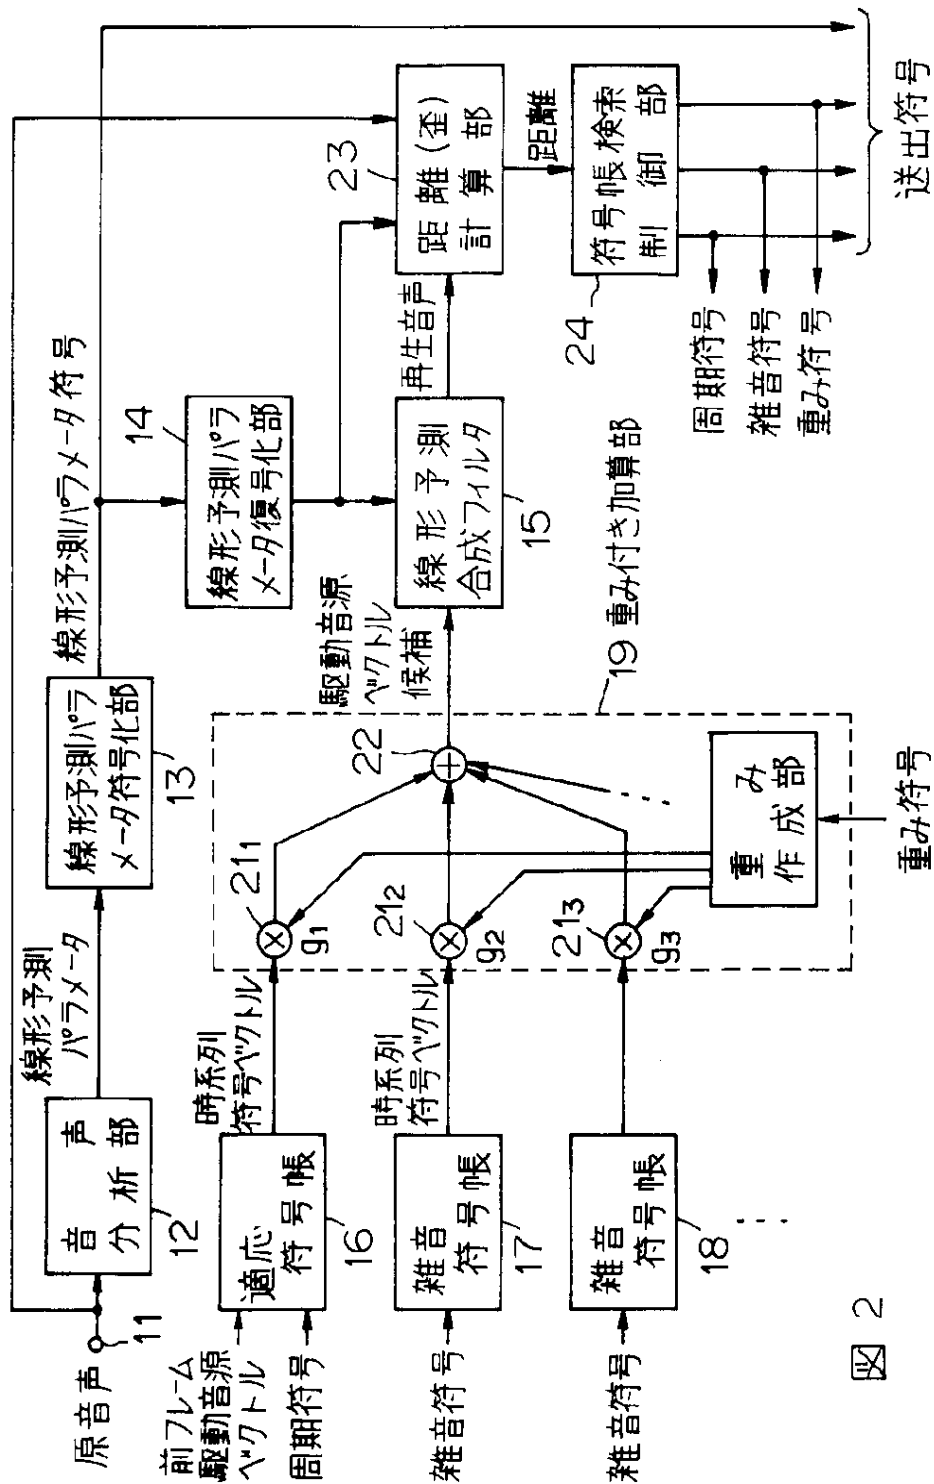 原音声
11
音声
分析部
12
線形予測
パラメータ
線形予測パラ
メータ符号化部
13
線形予測パラメータ符号
線形予測パラ
メータ復号化部
14
前フレーム
駆動音源
ベクトル
周期符号
適応
符号帳
16
時系列
符号ベクトル
21₁
g₁
雑音符号
雑音
符号帳
17
時系列
符号ベクトル
21₂
g₂
雑音符号
雑音
符号帳
18
21₃
g₃
22
重み
作成部
重み符号
19 重み付き加算部
駆動音源
ベクトル
候補
線形予測
合成フィルタ
15
再生音声
距離(歪)
計算部
23
距離
符号帳検索
制御部
24
周期符号
雑音符号
重み符号
送出符号
図 2